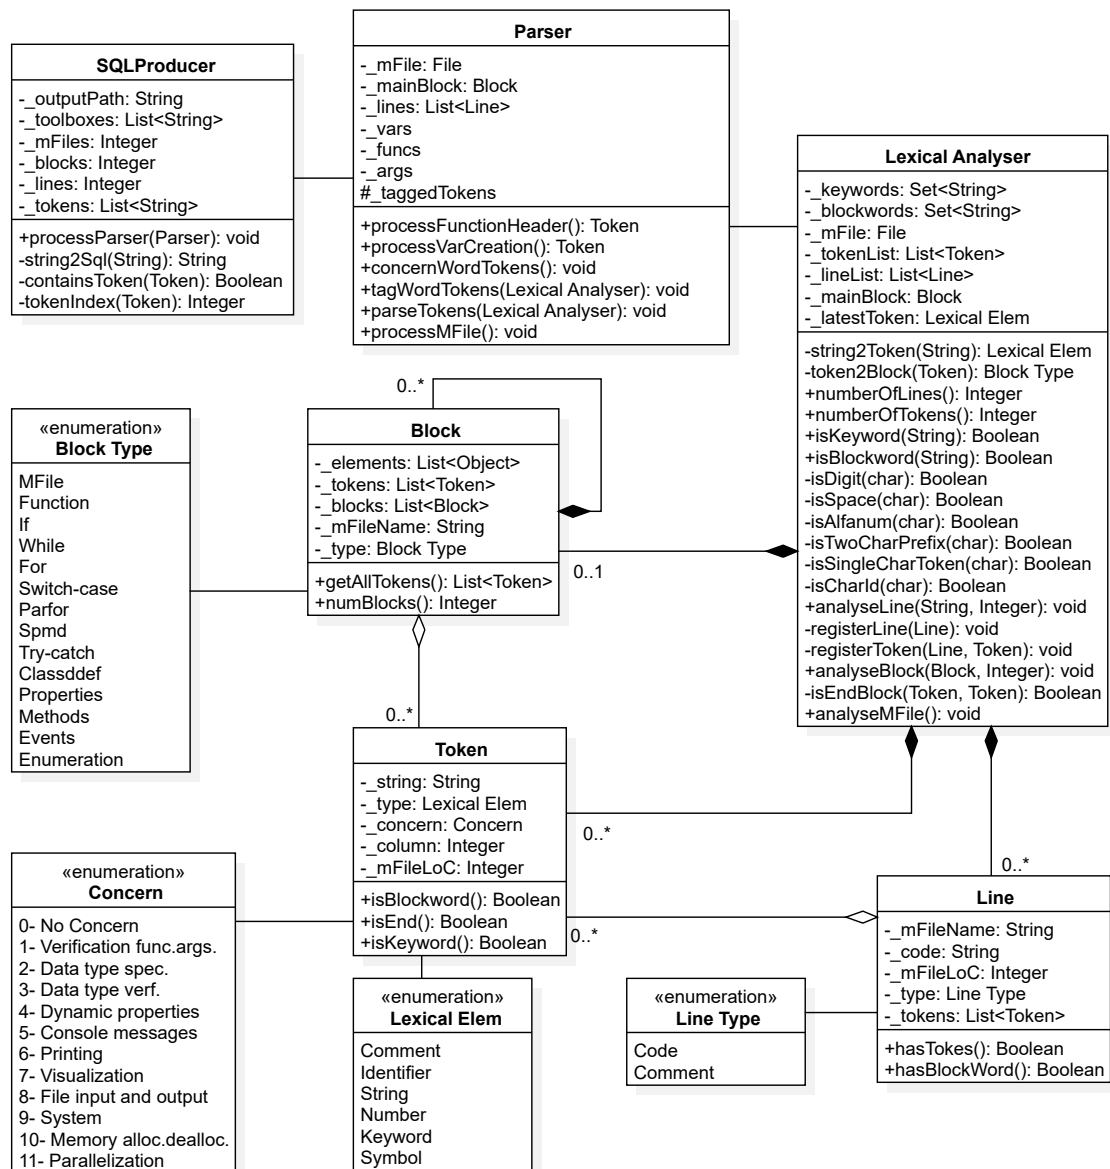 SQLProducer
-_outputPath: String
-_toolboxes: List<String>
-_mFiles: Integer
-_blocks: Integer
-_lines: Integer
-_tokens: List<String>
+processParser(Parser): void
-string2Sql(String): String
-containsToken(Token): Boolean
-tokenIndex(Token): Integer
Parser
-_mFile: File
-_mainBlock: Block
-_lines: List<Line>
-_vars
-_funcs
-_args
#_taggedTokens
+processFunctionHeader(): Token
+processVarCreation(): Token
+concernWordTokens(): void
+tagWordTokens(Lexical Analyser): void
+parseTokens(Lexical Analyser): void
+processMFile(): void
Lexical Analyser
-_keywords: Set<String>
-_blockwords: Set<String>
-_mFile: File
-_tokenList: List<Token>
-_lineList: List<Line>
-_mainBlock: Block
-_latestToken: Lexical Elem
-string2Token(String): Lexical Elem
-token2Block(Token): Block Type
+numberOfLines(): Integer
+numberOfTokens(): Integer
+isKeyword(String): Boolean
+isBlockword(String): Boolean
-isDigit(char): Boolean
-isSpace(char): Boolean
-isAlfanum(char): Boolean
-isTwoCharPrefix(char): Boolean
-isSingleCharToken(char): Boolean
-isCharId(char): Boolean
+analyseLine(String, Integer): void
-registerLine(Line): void
-registerToken(Line, Token): void
+analyseBlock(Block, Integer): void
-isEndBlock(Token, Token): Boolean
+analyseMFile(): void
«enumeration»
Block Type
MFile
Function
If
While
For
Switch-case
Parfor
Spmd
Try-catch
Classddef
Properties
Methods
Events
Enumeration
0..*
Block
-_elements: List<Object>
-_tokens: List<Token>
-_blocks: List<Block>
-_mFileName: String
-_type: Block Type
+getAllTokens(): List<Token>
+numBlocks(): Integer
0..1
0..*
Token
-_string: String
-_type: Lexical Elem
-_concern: Concern
-_column: Integer
-_mFileLoC: Integer
+isBlockword(): Boolean
+isEnd(): Boolean
+isKeyword(): Boolean
0..*
0..*
0..*
«enumeration»
Concern
0- No Concern
1- Verification func.args.
2- Data type spec.
3- Data type verf.
4- Dynamic properties
5- Console messages
6- Printing
7- Visualization
8- File input and output
9- System
10- Memory alloc.dealloc.
11- Parallelization
«enumeration»
Lexical Elem
Comment
Identifier
String
Number
Keyword
Symbol
«enumeration»
Line Type
Code
Comment
Line
-_mFileName: String
-_code: String
-_mFileLoC: Integer
-_type: Line Type
-_tokens: List<Token>
+hasTokes(): Boolean
+hasBlockWord(): Boolean